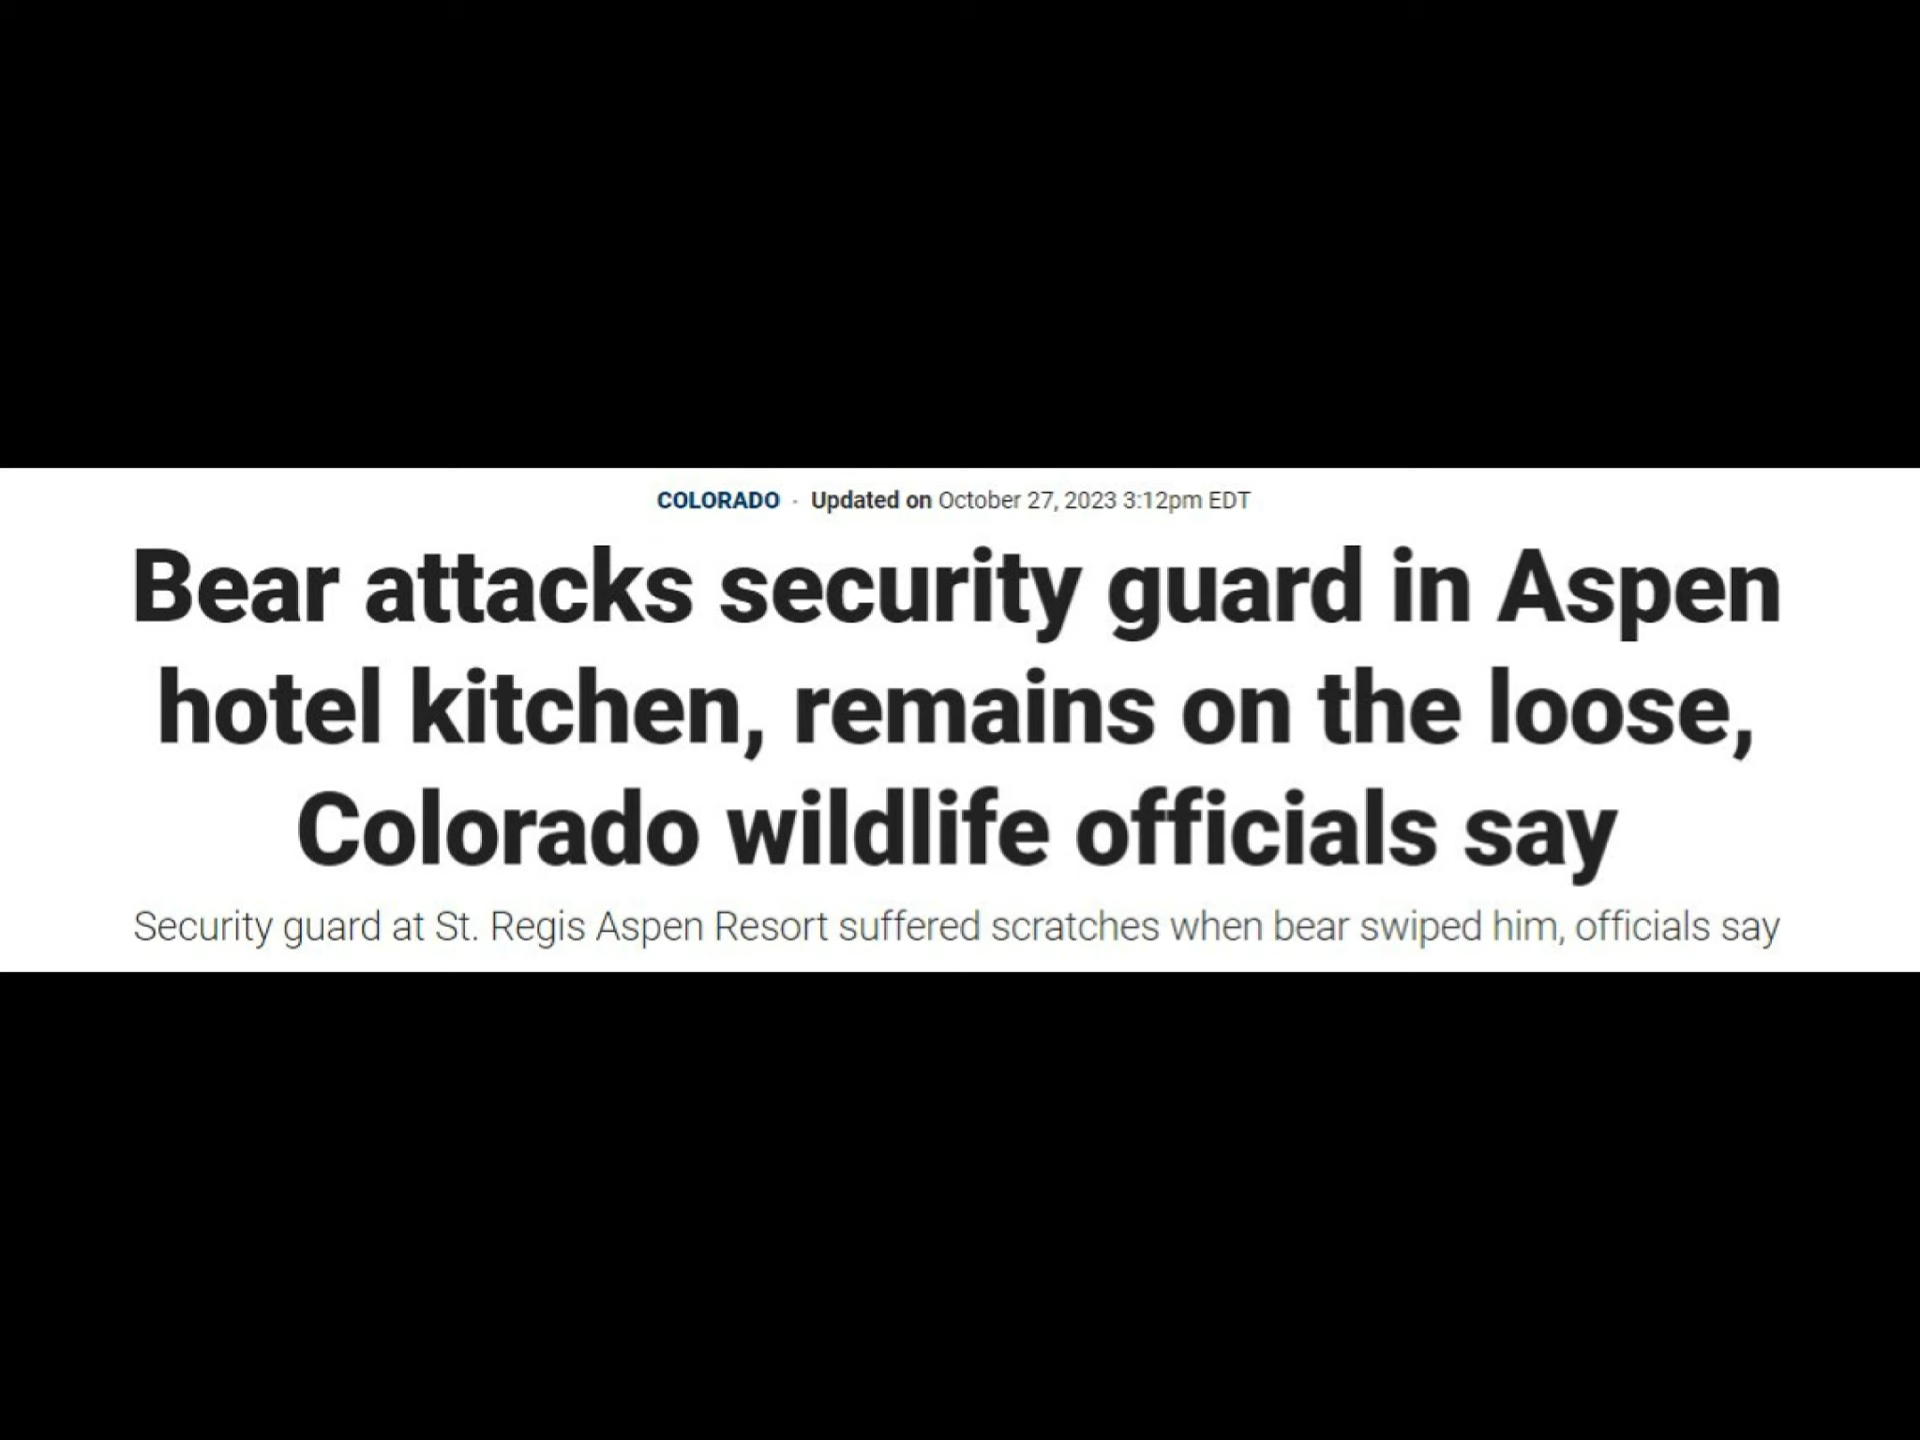 COLORADO · Updated on October 27, 2023 3:12pm EDT
Bear attacks security guard in Aspen
hotel kitchen, remains on the loose,
Colorado wildlife officials say
Security guard at St. Regis Aspen Resort suffered scratches when bear swiped him, officials say